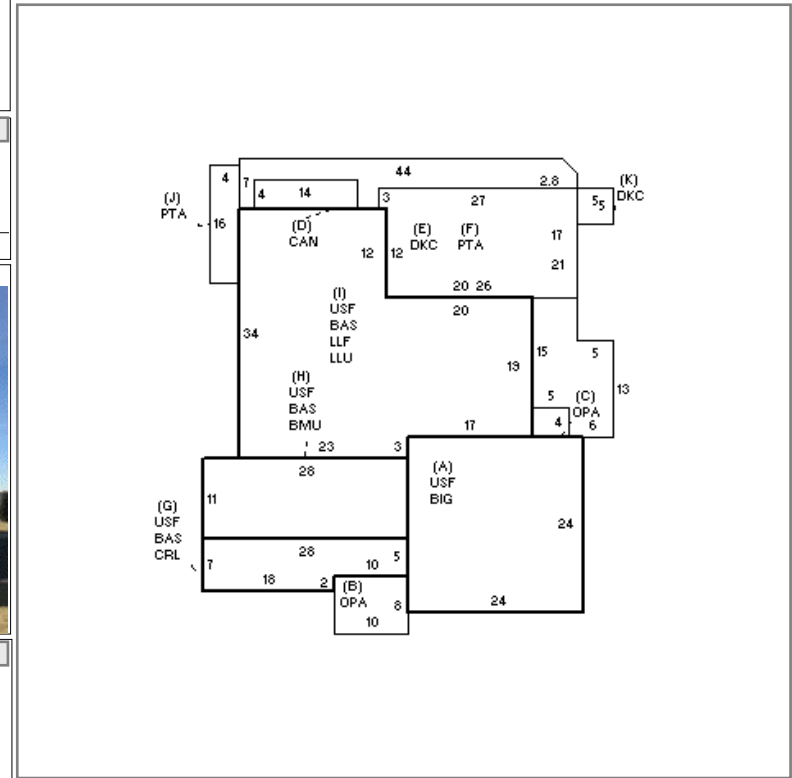 44
4
7
4
14
2.8
(K)
DKC
5
5
(J)
PTA
16
3
27
(D)
CAN
(E)
DKC
(F)
PTA
17
12
12
21
20 26
20
(I)
USF
BAS
LLF
LLU
34
15
5
19
13
(H)
USF
BAS
BMU
5
(C)
OPA
4
6
17
23
3
28
(A)
USF
BIG
11
(G)
USF
BAS
CRL
24
28
5
7
10
18
2
(B)
OPA
8
24
10